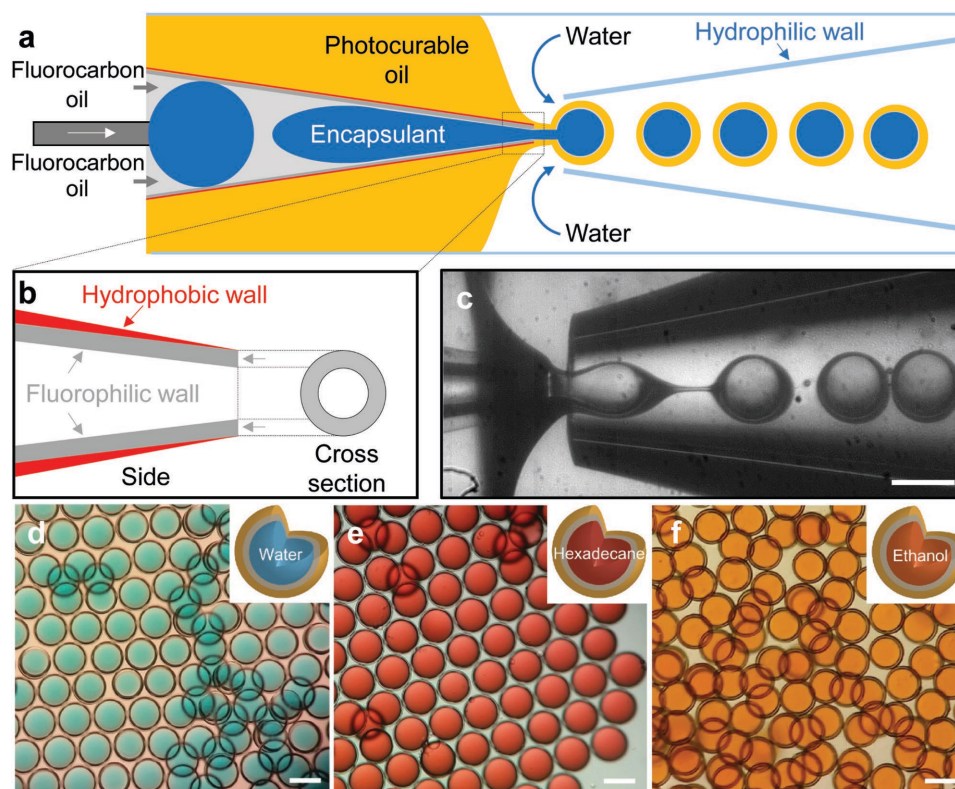 a
Photocurable
oil
Water
Hydrophilic wall
Fluorocarbon
oil
Encapsulant
Fluorocarbon
oil
Water
b
Hydrophobic wall
Fluorophilic wall
Side
Cross
section
c
d
Water
e
Hexadecane
f
Ethanol